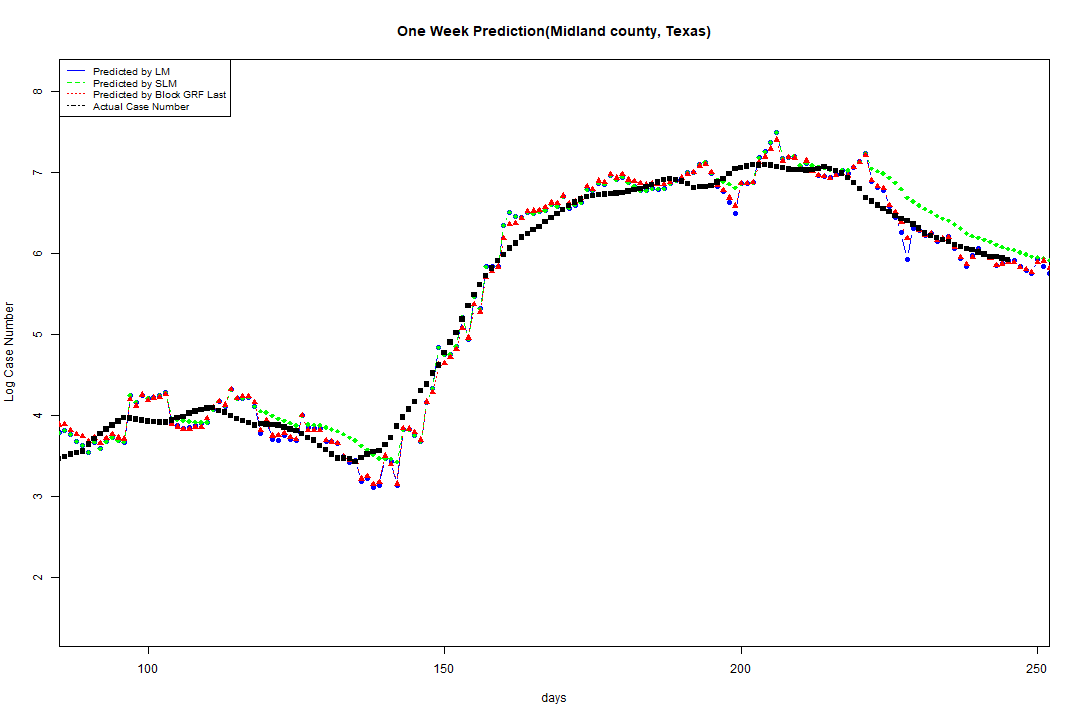 One Week Prediction(Midland county, Texas)
Predicted by LM
Predicted by SLM
Predicted by Block GRF Last
Actual Case Number
8
7
6
5
4
3
2
Log Case Number
100 150 200 250
days